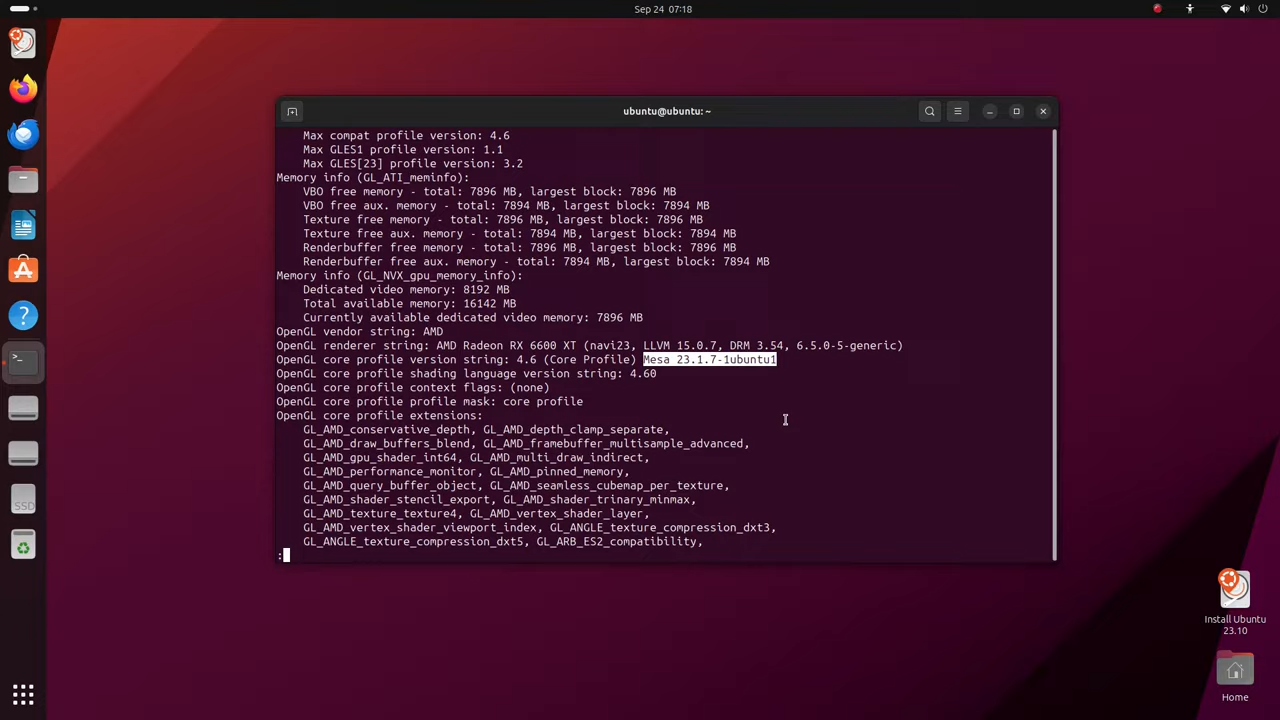 Sep 24 07:18
ubuntu@ubuntu: ~
Max compat profile version: 4.6
Max GLES1 profile version: 1.1
Max GLES[23] profile version: 3.2
Memory info (GL_ATI_meminfo):
VBO free memory - total: 7896 MB, largest block: 7896 MB
VBO free aux. memory - total: 7894 MB, largest block: 7894 MB
Texture free memory - total: 7896 MB, largest block: 7896 MB
Texture free aux. memory - total: 7894 MB, largest block: 7894 MB
Renderbuffer free memory - total: 7896 MB, largest block: 7896 MB
Renderbuffer free aux. memory - total: 7894 MB, largest block: 7894 MB
Memory info (GL_NVX_gpu_memory_info):
Dedicated video memory: 8192 MB
Total available memory: 16142 MB
Currently available dedicated video memory: 7896 MB
OpenGL vendor string: AMD
OpenGL renderer string: AMD Radeon RX 6600 XT (navi23, LLVM 15.0.7, DRM 3.54, 6.5.0-5-generic)
OpenGL core profile version string: 4.6 (Core Profile) Mesa 23.1.7-1ubuntu1
OpenGL core profile shading language version string: 4.60
OpenGL core profile context flags: (none)
OpenGL core profile profile mask: core profile
OpenGL core profile extensions:
GL_AMD_conservative_depth, GL_AMD_depth_clamp_separate,
GL_AMD_draw_buffers_blend, GL_AMD_framebuffer_multisample_advanced,
GL_AMD_gpu_shader_int64, GL_AMD_multi_draw_indirect,
GL_AMD_performance_monitor, GL_AMD_pinned_memory,
GL_AMD_query_buffer_object, GL_AMD_seamless_cubemap_per_texture,
GL_AMD_shader_stencil_export, GL_AMD_shader_trinary_minmax,
GL_AMD_texture_texture4, GL_AMD_vertex_shader_layer,
GL_AMD_vertex_shader_viewport_index, GL_ANGLE_texture_compression_dxt3,
GL_ANGLE_texture_compression_dxt5, GL_ARB_ES2_compatibility,
:
SSD
Install Ubuntu
23.10
Home